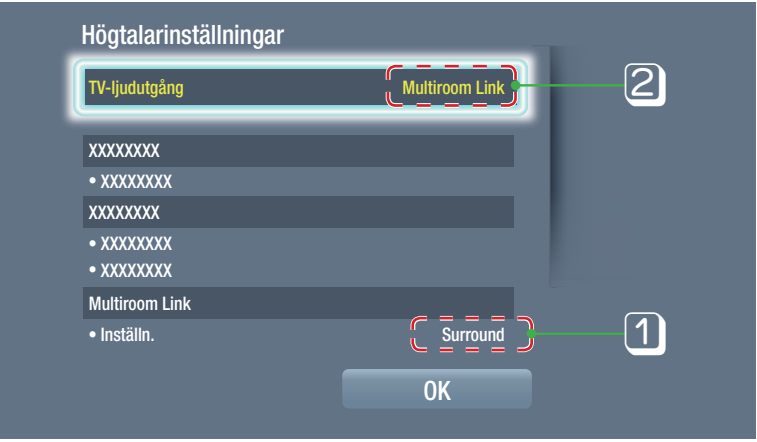 Högtalarinställningar
TV-ljudutgång Multiroom Link
2
XXXXXXXX
• XXXXXXXX
XXXXXXXX
• XXXXXXXX
• XXXXXXXX
Multiroom Link
• Inställn. Surround
1
OK